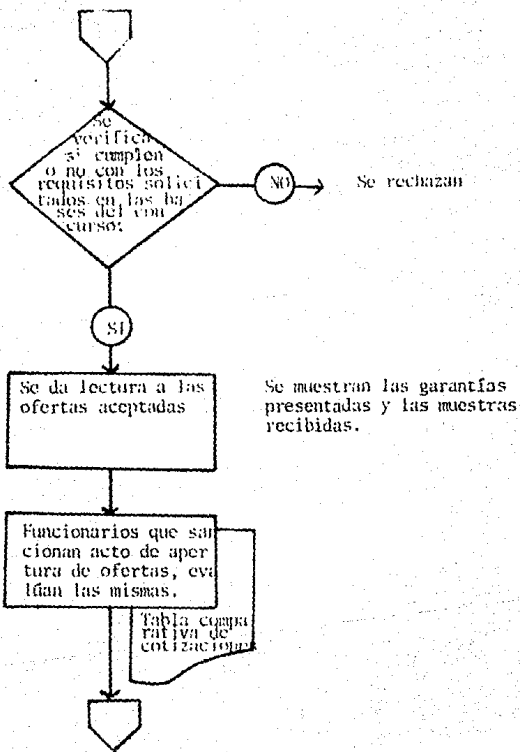 Se
verifica
si cumplen
o no con los
requisitos solici
tados en las ba
ses del con
curso;
NO
Se rechazan
SI
Se da lectura a las
ofertas aceptadas
Se muestran las garantías
presentadas y las muestras
recibidas.
Funcionarios que san
cionan acto de aper
tura de ofertas, eva
lúan las mismas.
Tabla compa
rativa de
cotizaciones